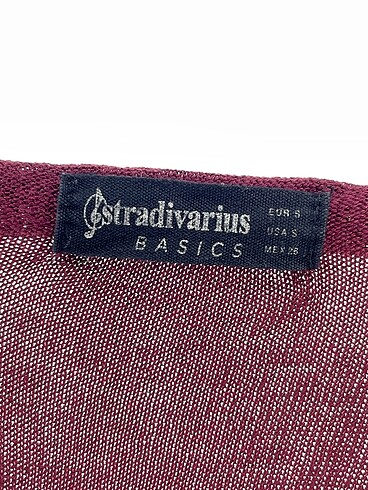 stradivarius
BASICS
EUR S
USA S
MEX 26